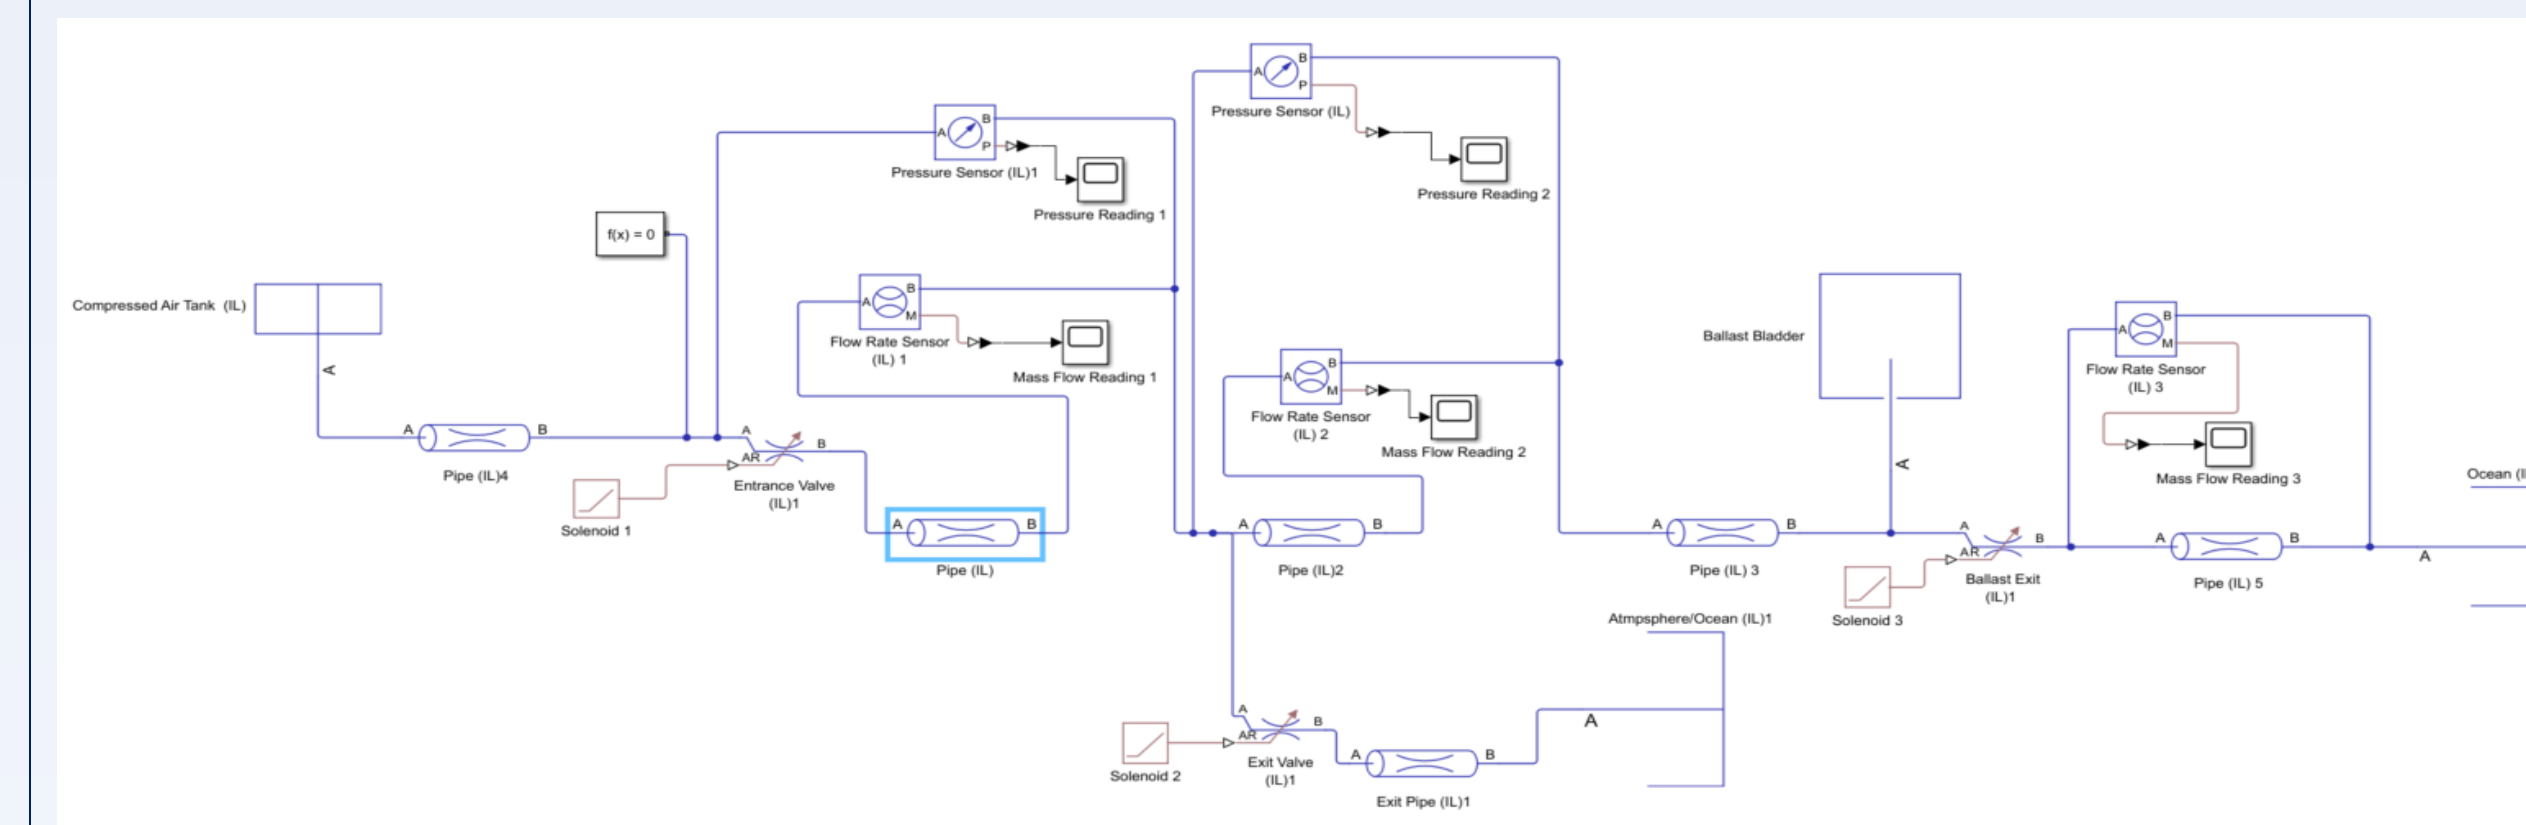 A
B
P
Pressure Sensor (IL)
Pressure Reading 2
A
B
P
Pressure Sensor (IL)1
Pressure Reading 1
f(x) = 0
Compressed Air Tank (IL)
A
A
B
Pipe (IL)4
A
B
M
Flow Rate Sensor
(IL) 1
Mass Flow Reading 1
A
B
AR
Entrance Valve
(IL)1
Solenoid 1
A
B
Pipe (IL)
A
B
M
Flow Rate Sensor
(IL) 2
Mass Flow Reading 2
A
B
Pipe (IL)2
A
B
Pipe (IL) 3
Ballast Bladder
A
A
B
AR
Ballast Exit
(IL)1
Solenoid 3
A
B
M
Flow Rate Sensor
(IL) 3
Mass Flow Reading 3
A
B
Pipe (IL) 5
A
Ocean (I
Atmpsphere/Ocean (IL)1
A
A
B
AR
Exit Valve
(IL)1
Solenoid 2
A
B
Exit Pipe (IL)1